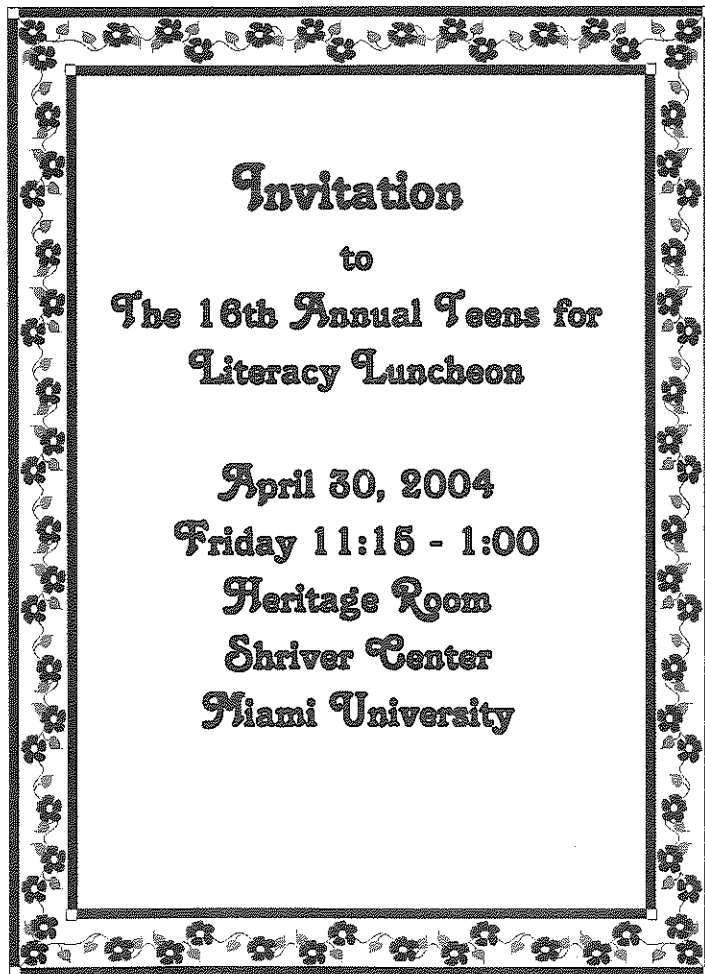 Invitation
to
The 16th Annual Teens for
Literacy Luncheon
April 30, 2004
Friday 11:15 - 1:00
Heritage Room
Shriver Center
Miami University